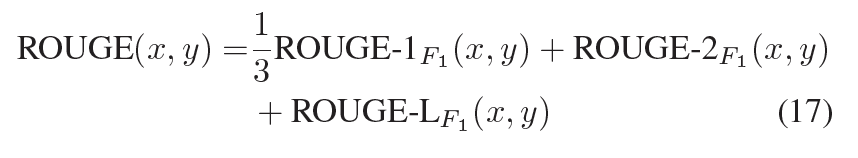 ROUGE(x, y) = 1/3 ROUGE-1_{F_1}(x, y) + ROUGE-2_{F_1}(x, y)
+ ROUGE-L_{F_1}(x, y) (17)